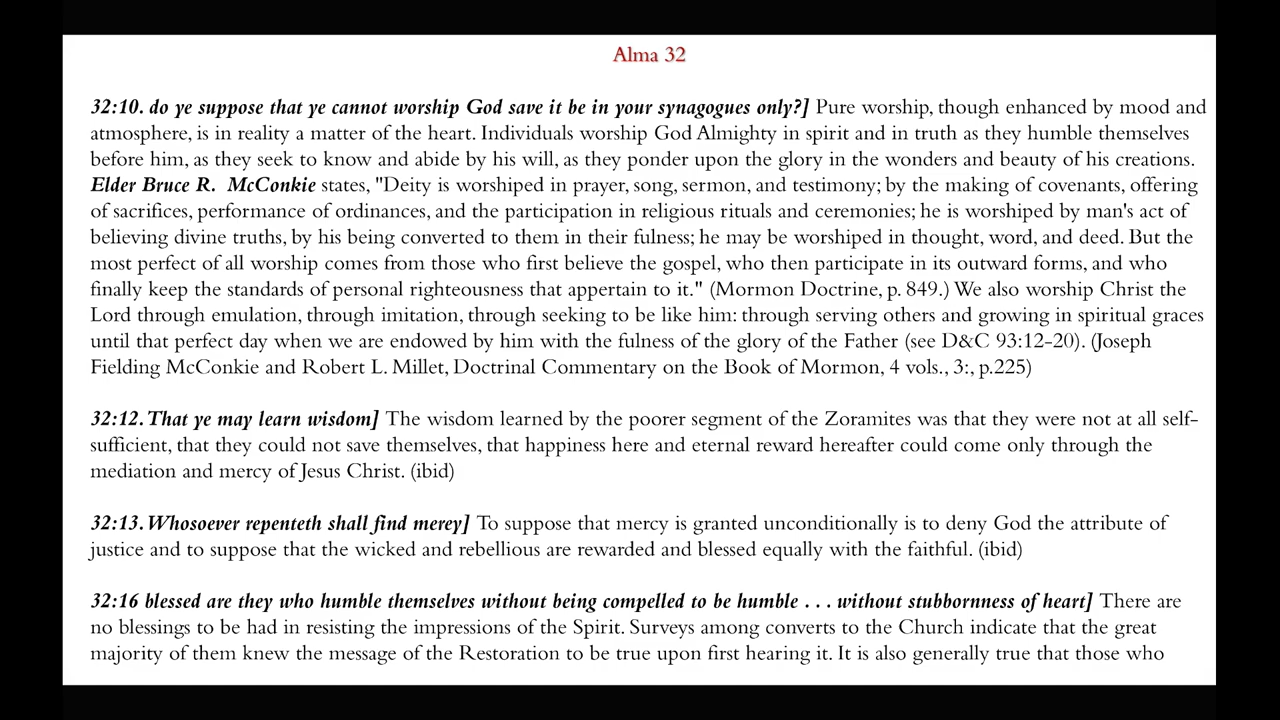 Alma 32
32:10. do ye suppose that ye cannot worship God save it be in your synagogues only?] Pure worship, though enhanced by mood and
atmosphere, is in reality a matter of the heart. Individuals worship God Almighty in spirit and in truth as they humble themselves
before him, as they seek to know and abide by his will, as they ponder upon the glory in the wonders and beauty of his creations.
Elder Bruce R. McConkie states, "Deity is worshiped in prayer, song, sermon, and testimony; by the making of covenants, offering
of sacrifices, performance of ordinances, and the participation in religious rituals and ceremonies; he is worshiped by man's act of
believing divine truths, by his being converted to them in their fulness; he may be worshiped in thought, word, and deed. But the
most perfect of all worship comes from those who first believe the gospel, who then participate in its outward forms, and who
finally keep the standards of personal righteousness that appertain to it." (Mormon Doctrine, p. 849.) We also worship Christ the
Lord through emulation, through imitation, through seeking to be like him: through serving others and growing in spiritual graces
until that perfect day when we are endowed by him with the fulness of the glory of the Father (see D&C 93:12-20). (Joseph
Fielding McConkie and Robert L. Millet, Doctrinal Commentary on the Book of Mormon, 4 vols., 3:, p.225)
32:12. That ye may learn wisdom] The wisdom learned by the poorer segment of the Zoramites was that they were not at all self-
sufficient, that they could not save themselves, that happiness here and eternal reward hereafter could come only through the
mediation and mercy of Jesus Christ. (ibid)
32:13. Whosoever repenteth shall find merey] To suppose that mercy is granted unconditionally is to deny God the attribute of
justice and to suppose that the wicked and rebellious are rewarded and blessed equally with the faithful. (ibid)
32:16 blessed are they who humble themselves without being compelled to be humble . . . without stubbornness of heart] There are
no blessings to be had in resisting the impressions of the Spirit. Surveys among converts to the Church indicate that the great
majority of them knew the message of the Restoration to be true upon first hearing it. It is also generally true that those who